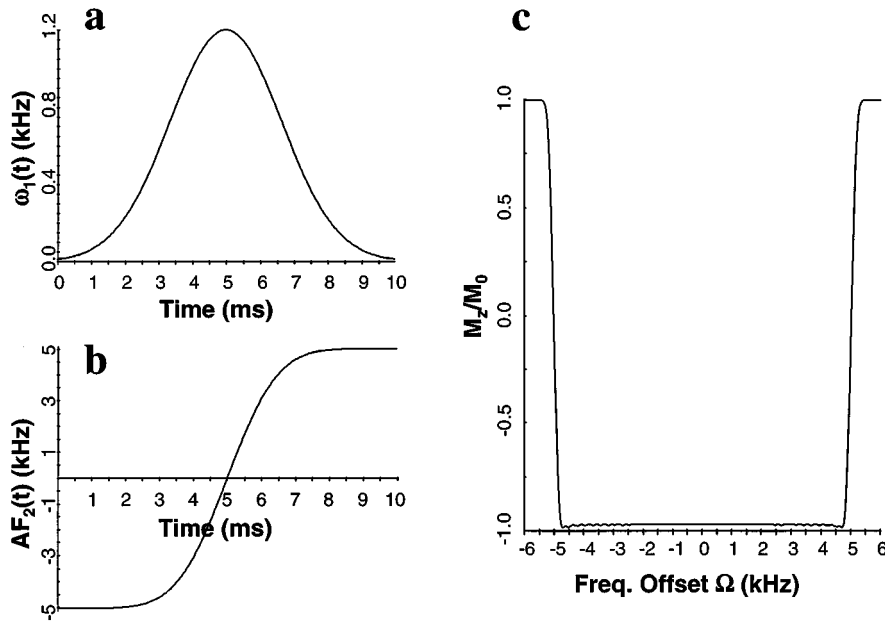 a
ω₁(t) (kHz)
1.2
0.8
0.4
0.0
0 1 2 3 4 5 6 7 8 9 10
Time (ms)
b
AF₂(t) (kHz)
5
3
1
-1
-3
-5
1 2 3 4 5 6 7 8 9 10
Time (ms)
c
M_z/M₀
1.0
0.5
0.0
-0.5
-1.0
-6 -5 -4 -3 -2 -1 0 1 2 3 4 5 6
Freq. Offset Ω (kHz)